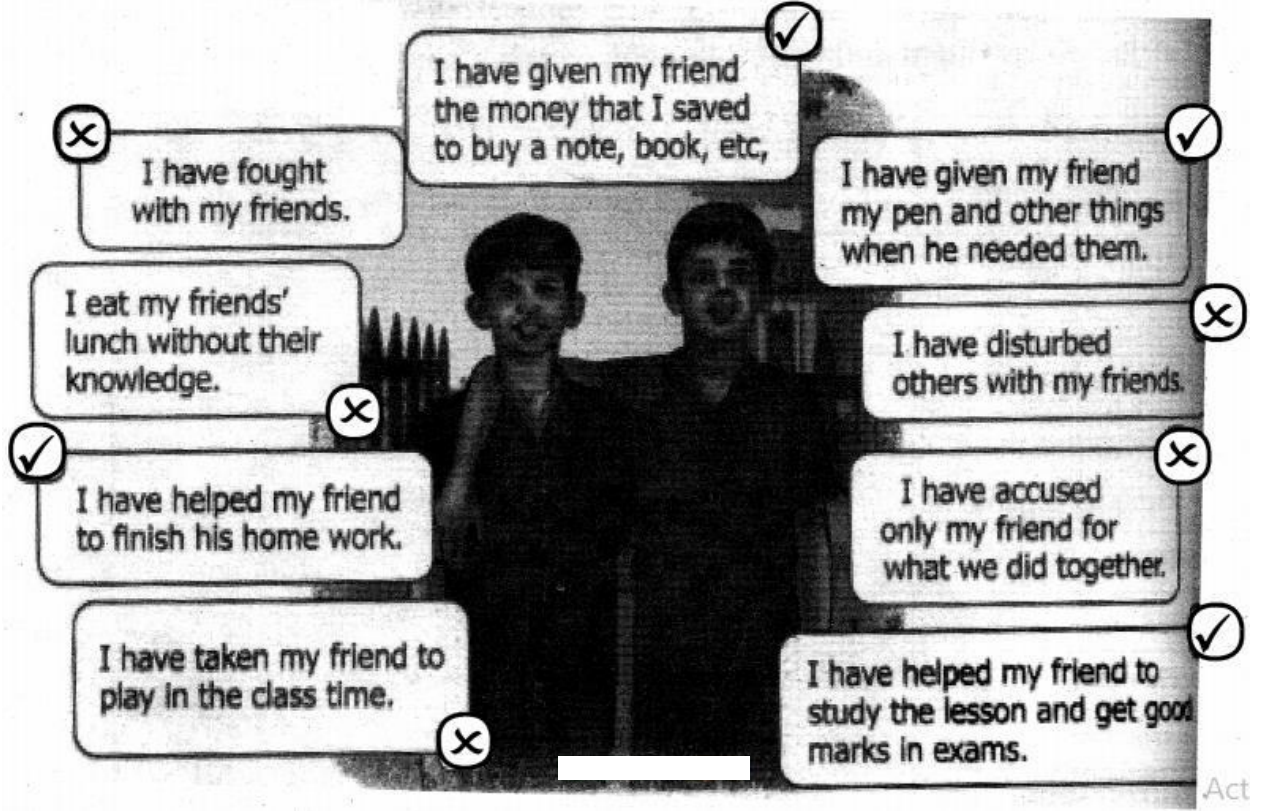 I have given my friend
the money that I saved
to buy a note, book, etc,
I have fought
with my friends.
I have given my friend
my pen and other things
when he needed them.
I eat my friends'
lunch without their
knowledge.
I have disturbed
others with my friends.
I have helped my friend
to finish his home work.
I have accused
only my friend for
what we did together.
I have taken my friend to
play in the class time.
I have helped my friend to
study the lesson and get good
marks in exams.
Act